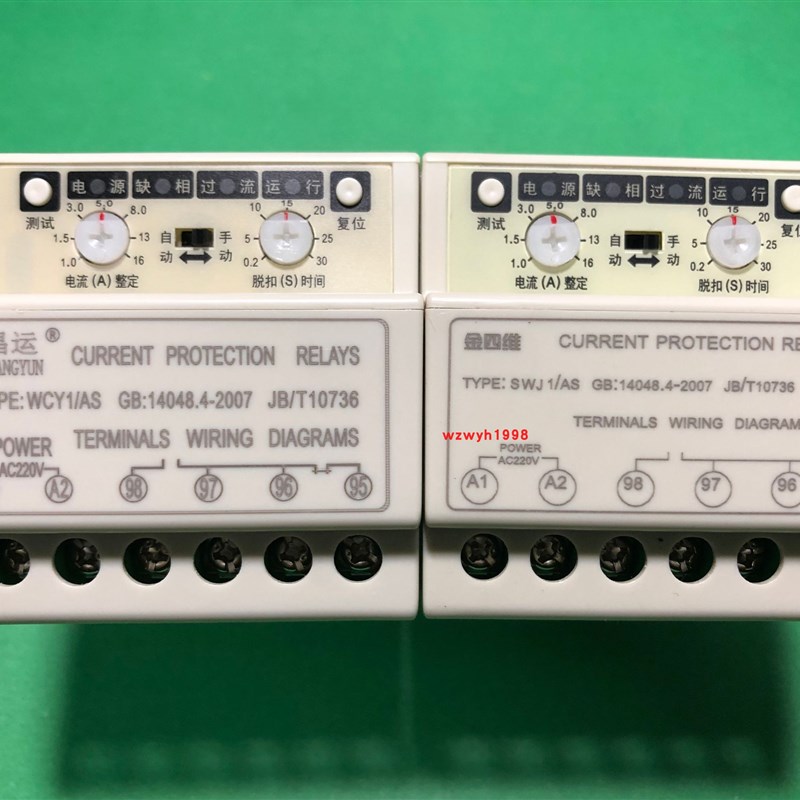 电源 缺相 过流 运行
测试
复位
3.0 5.0 8.0
1.5 13
1.0 16
电流(A)整定
自动 手动
10 15 20
5 25
0.2 30
脱扣(S)时间
昌运®
ANGYUN
CURRENT PROTECTION RELAYS
PE: WCY1/AS GB:14048.4-2007 JB/T10736
TERMINALS WIRING DIAGRAMS
POWER
AC220V
A2 98 97 96 95
电源 缺相 过流 运行
测试
复位
3.0 5.0 8.0
1.5 13
1.0 16
电流(A)整定
自动 手动
10 15 20
5 25
0.2 30
脱扣(S)时间
金四维
CURRENT PROTECTION RE
TYPE: SWJ1/AS GB:14048.4-2007 JB/T10736
TERMINALS WIRING DIAGRAM
wzwyh1998
POWER
AC220V
A1 A2 98 97 96